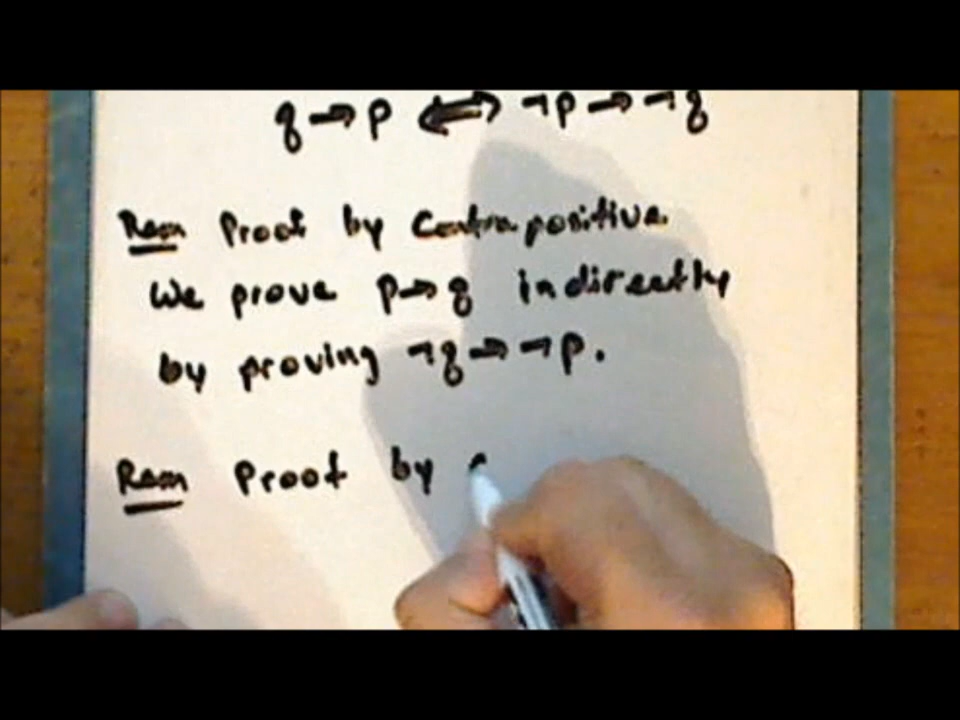 q → p ⟺ ¬p → ¬q
Rem Proof by Contrapositive
We prove p → q indirectly
by proving ¬q → ¬p.
Rem Proof by